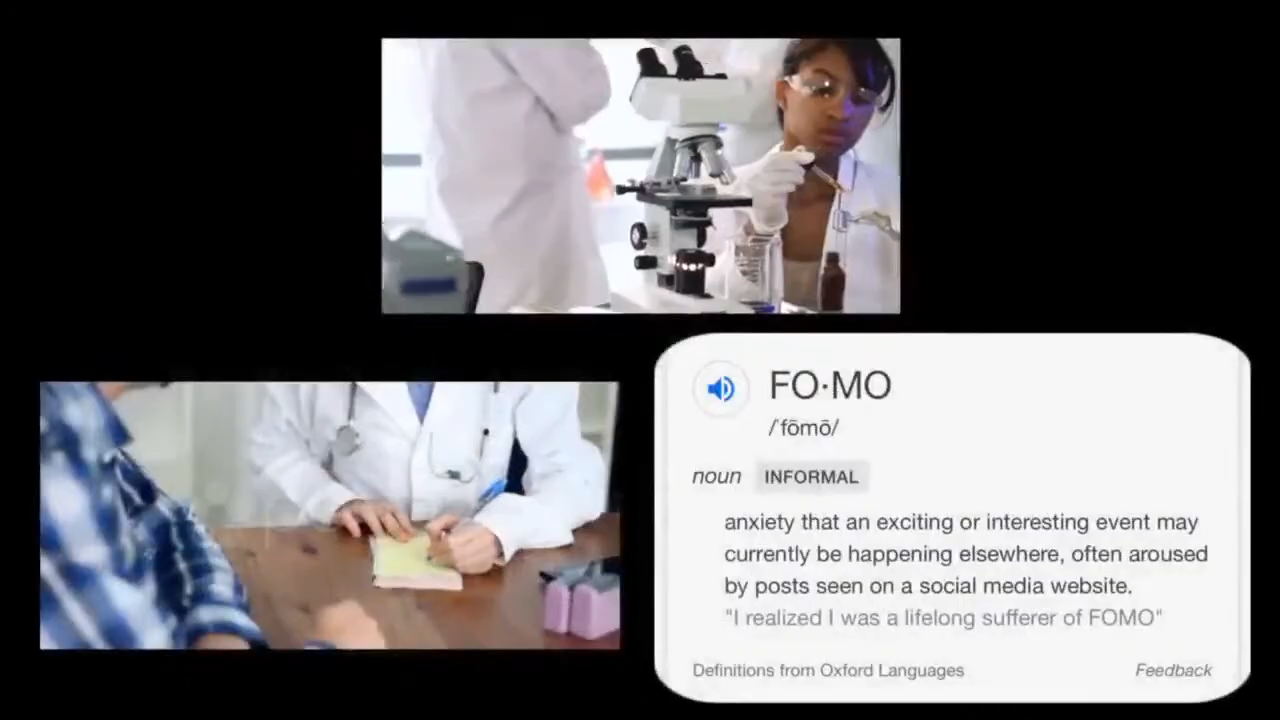 FO·MO
/ˈfōmō/
noun INFORMAL
anxiety that an exciting or interesting event may
currently be happening elsewhere, often aroused
by posts seen on a social media website.
"I realized I was a lifelong sufferer of FOMO"
Definitions from Oxford Languages Feedback